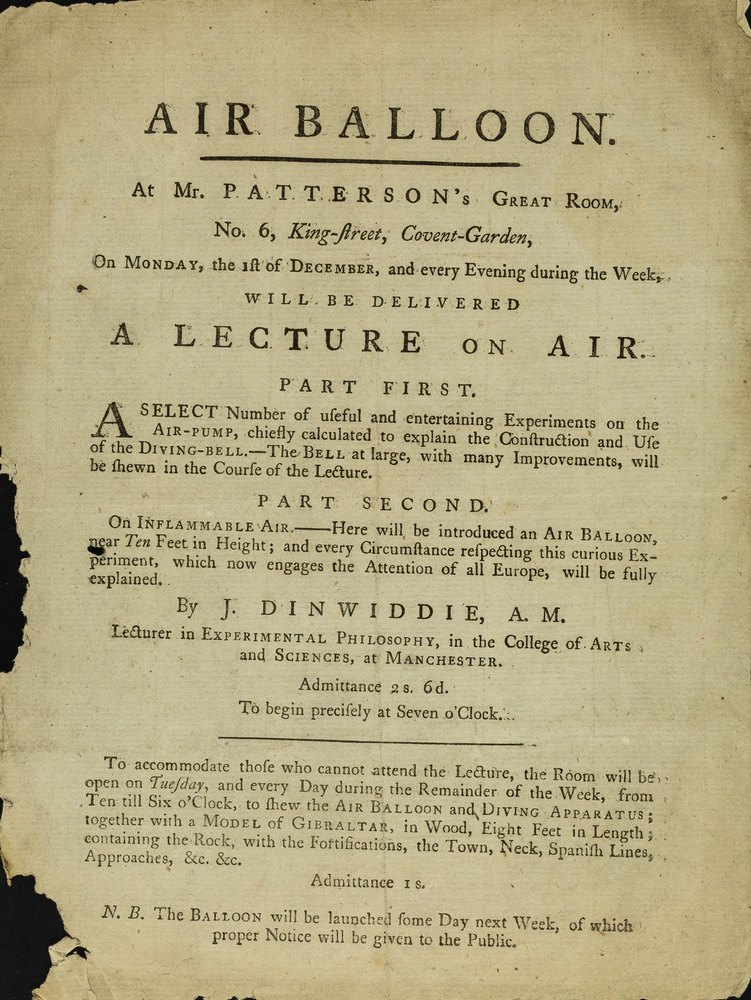 AIR BALLOON.
At Mr. PATTERSON's GREAT ROOM,
No. 6, King-ſtreet, Covent-Garden,
On MONDAY, the 1ſt of DECEMBER, and every Evening during the Week,
WILL BE DELIVERED
A LECTURE ON AIR.
PART FIRST.
A SELECT Number of uſeful and entertaining Experiments on the
AIR-PUMP, chiefly calculated to explain the Conſtruction and Uſe
of the DIVING-BELL.—The BELL at large, with many Improvements, will
be ſhewn in the Courſe of the Lecture.
PART SECOND.
On INFLAMMABLE AIR.——Here will be introduced an AIR BALLOON,
near Ten Feet in Height; and every Circumſtance reſpecting this curious Ex-
periment, which now engages the Attention of all Europe, will be fully
explained.
By J. DINWIDDIE, A. M.
Lecturer in EXPERIMENTAL PHILOSOPHY, in the College of ARTS
and SCIENCES, at MANCHESTER.
Admittance 2 s. 6 d.
To begin preciſely at Seven o'Clock.
To accommodate thoſe who cannot attend the Lecture, the Room will be
open on Tueſday, and every Day during the Remainder of the Week, from
Ten till Six o'Clock, to ſhew the AIR BALLOON and DIVING APPARATUS;
together with a MODEL of GIBRALTAR, in Wood, Eight Feet in Length;
containing the Rock, with the Fortifications, the Town, Neck, Spaniſh Lines,
Approaches, &c. &c.
Admittance 1 s.
N. B. The BALLOON will be launched ſome Day next Week, of which
proper Notice will be given to the Public.